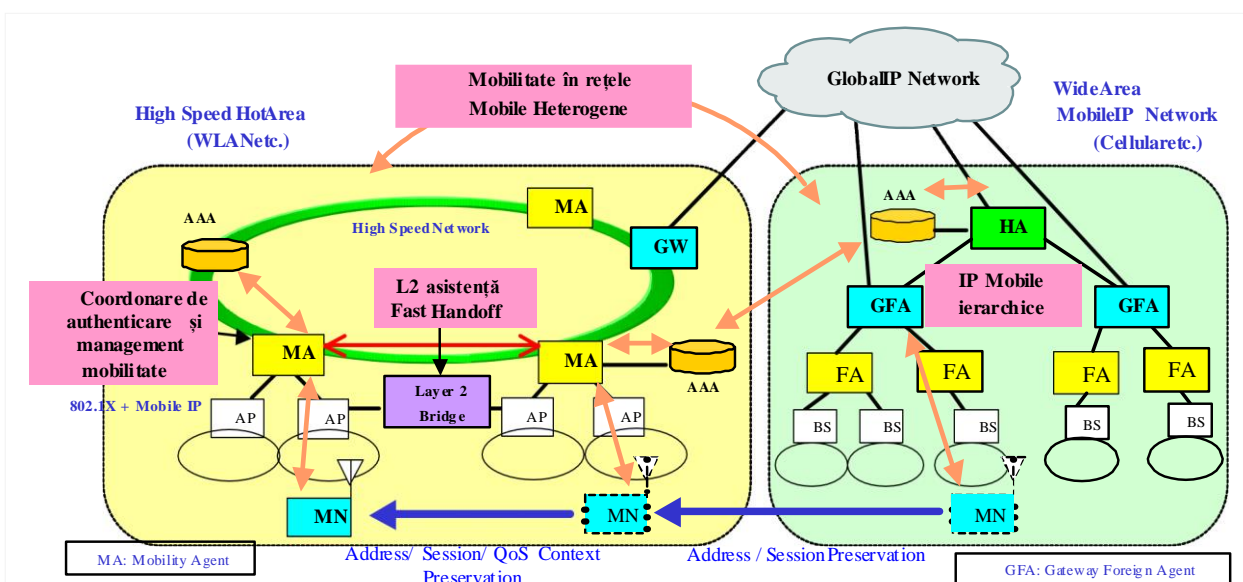 Mobilitate în rețele
Mobile Heterogene
GlobalIP Network
High Speed HotArea
(WLANetc.)
WideArea
MobileIP Network
(Cellularetc.)
AAA
MA
High Speed Network
GW
AAA
HA
Coordonare de
authenticare și
management
mobilitate
L2 asistență
Fast Handoff
IP Mobile
ierarchice
GFA
GFA
MA
MA
AAA
FA
FA
FA
FA
802.1X + Mobile IP
AP
AP
Layer 2
Bridge
AP
AP
BS
BS
BS
BS
BS
MN
MN
MN
MA: Mobility Agent
Address/ Session/ QoS Context
Preservation
Address / SessionPreservation
GFA: Gateway Foreign Agent